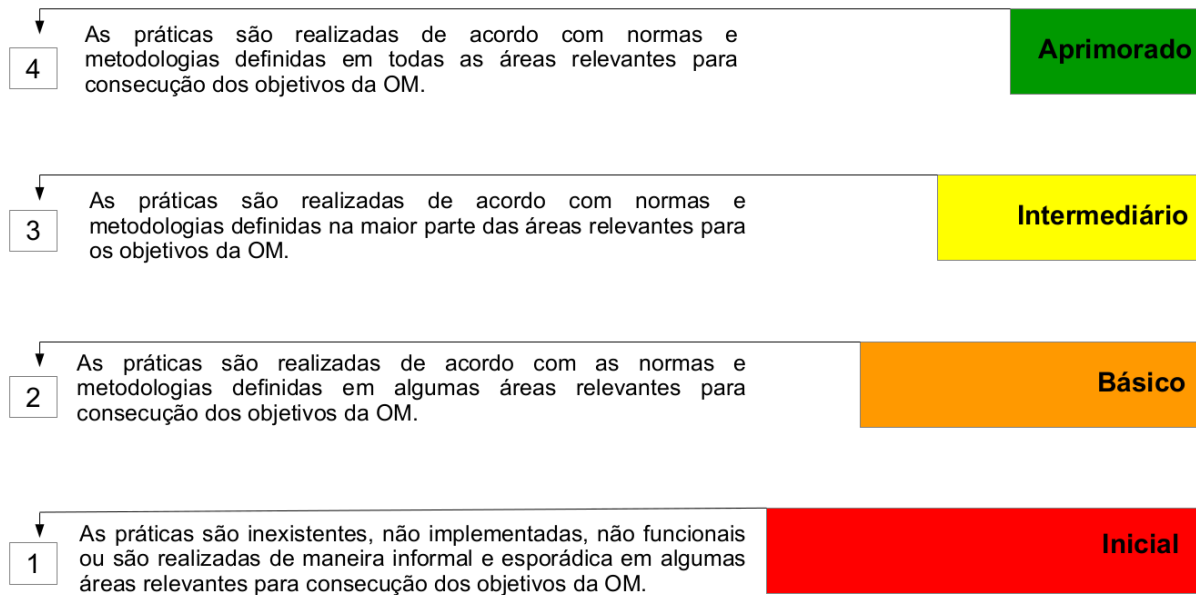 As práticas são realizadas de acordo com normas e
metodologias definidas em todas as áreas relevantes para
consecução dos objetivos da OM.
4
Aprimorado
As práticas são realizadas de acordo com normas e
metodologias definidas na maior parte das áreas relevantes para
os objetivos da OM.
3
Intermediário
As práticas são realizadas de acordo com as normas e
metodologias definidas em algumas áreas relevantes para
consecução dos objetivos da OM.
2
Básico
As práticas são inexistentes, não implementadas, não funcionais
ou são realizadas de maneira informal e esporádica em algumas
áreas relevantes para consecução dos objetivos da OM.
1
Inicial